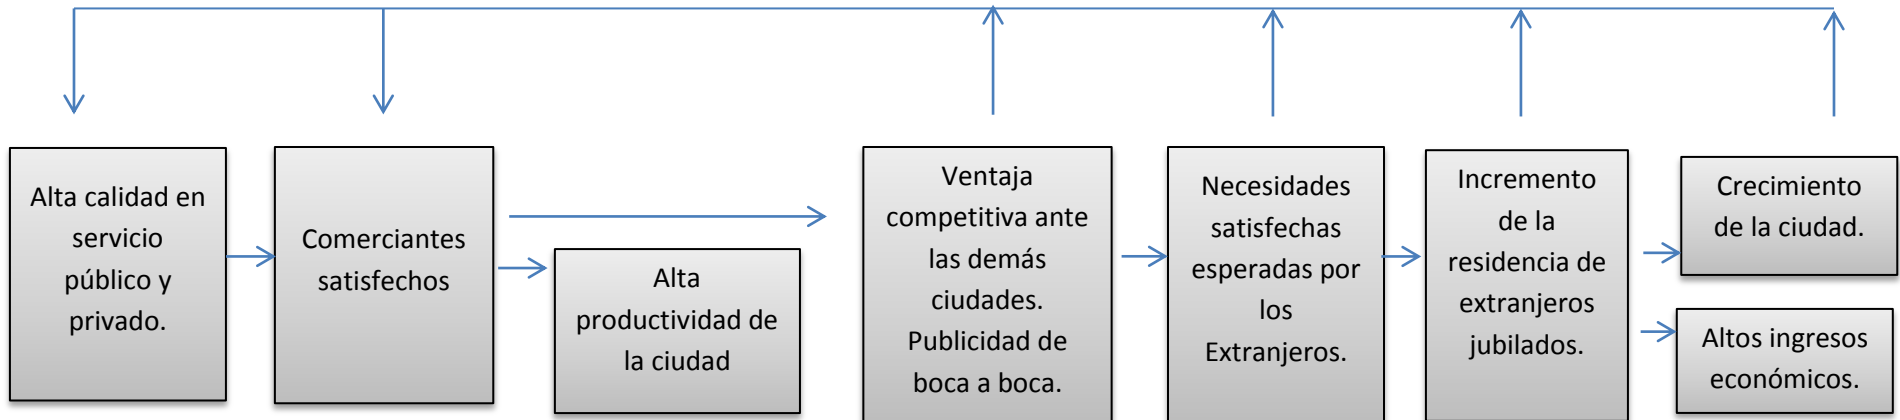 Alta calidad en
servicio
público y
privado.
Comerciantes
satisfechos
Alta
productividad de
la ciudad
Ventaja
competitiva ante
las demás
ciudades.
Publicidad de
boca a boca.
Necesidades
satisfechas
esperadas por
los
Extranjeros.
Incremento
de la
residencia de
extranjeros
jubilados.
Crecimiento
de la ciudad.
Altos ingresos
económicos.